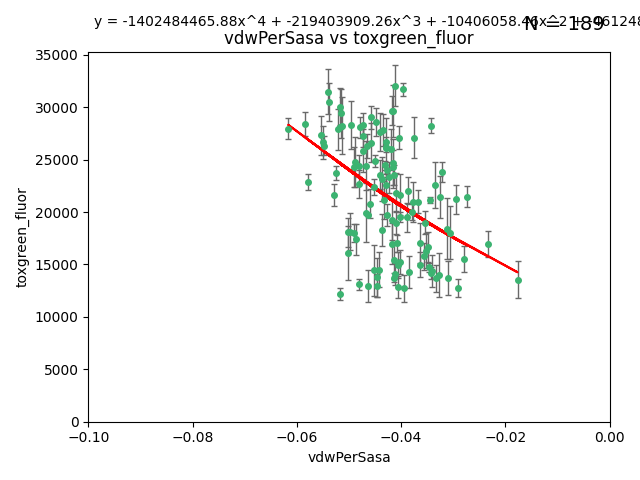 y = -1402484465.88x^4 + -219403909.26x^3 + -10406058.46x^2 +
N = 189
vdwPerSasa vs toxgreen_fluor
35000
30000
25000
20000
15000
10000
5000
0
toxgreen_fluor
−0.10 −0.08 −0.06 −0.04 −0.02 0.00
vdwPerSasa